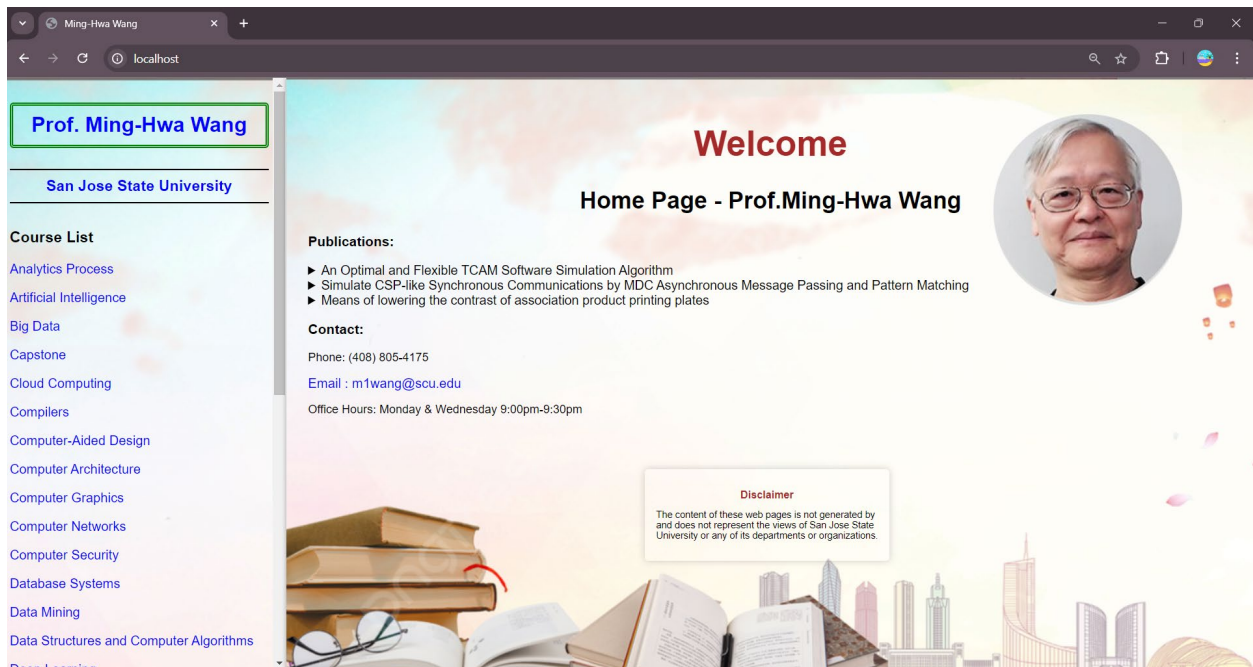 Ming-Hwa Wang
localhost
Prof. Ming-Hwa Wang
San Jose State University
Course List
Analytics Process
Artificial Intelligence
Big Data
Capstone
Cloud Computing
Compilers
Computer-Aided Design
Computer Architecture
Computer Graphics
Computer Networks
Computer Security
Database Systems
Data Mining
Data Structures and Computer Algorithms
Deep Learning
Welcome
Home Page - Prof.Ming-Hwa Wang
Publications:
An Optimal and Flexible TCAM Software Simulation Algorithm
Simulate CSP-like Synchronous Communications by MDC Asynchronous Message Passing and Pattern Matching
Means of lowering the contrast of association product printing plates
Contact:
Phone: (408) 805-4175
Email : m1wang@scu.edu
Office Hours: Monday & Wednesday 9:00pm-9:30pm
Disclaimer
The content of these web pages is not generated by
and does not represent the views of San Jose State
University or any of its departments or organizations.